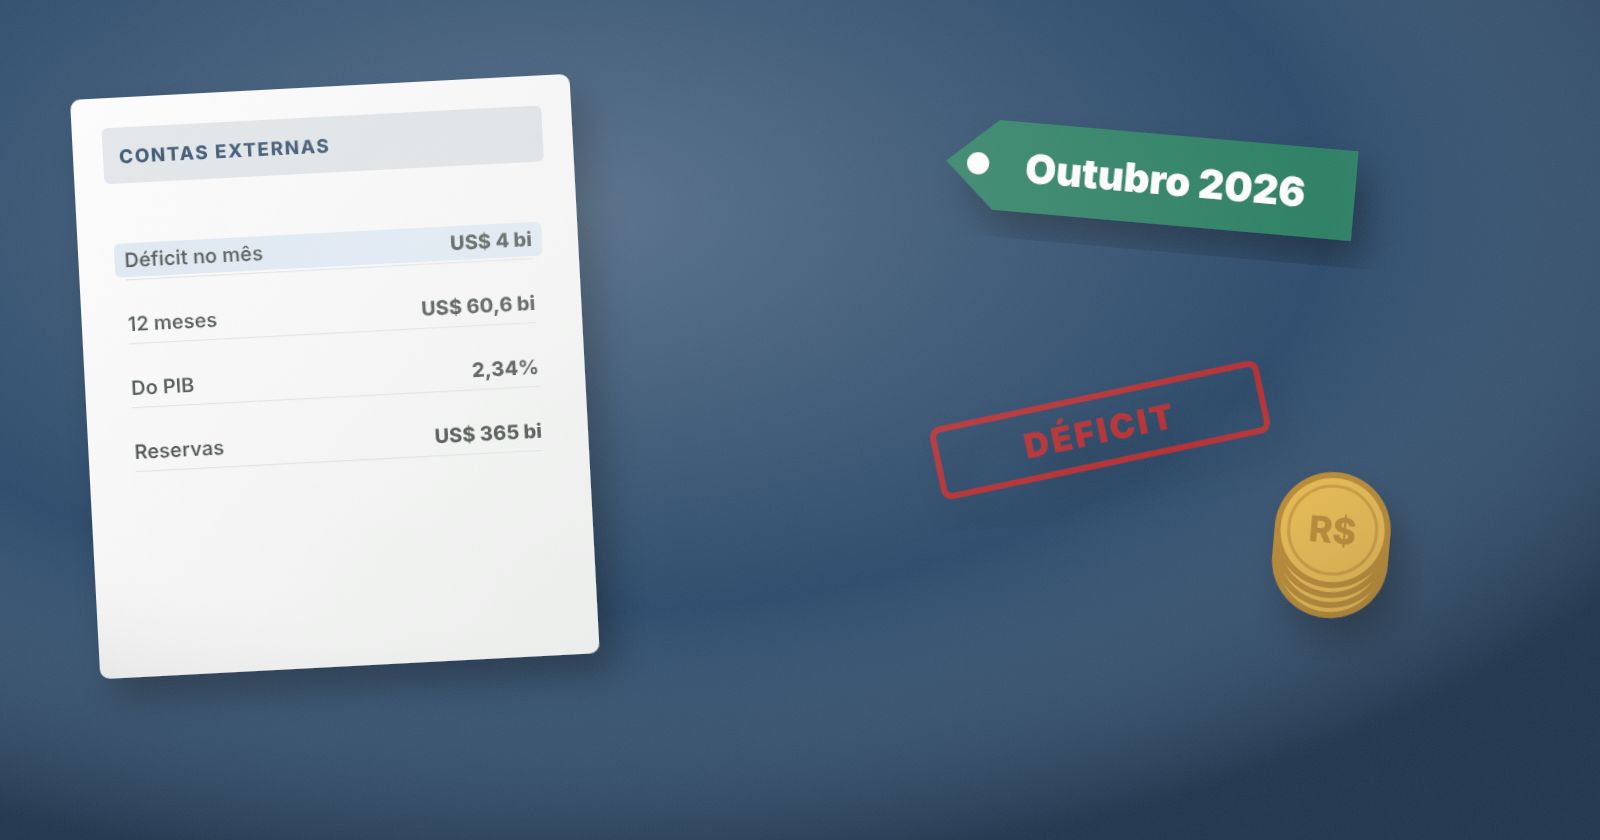 CONTAS EXTERNAS
Déficit no mês US$ 4 bi
12 meses US$ 60,6 bi
Do PIB 2,34%
Reservas US$ 365 bi
Outubro 2026
DÉFICIT
R$